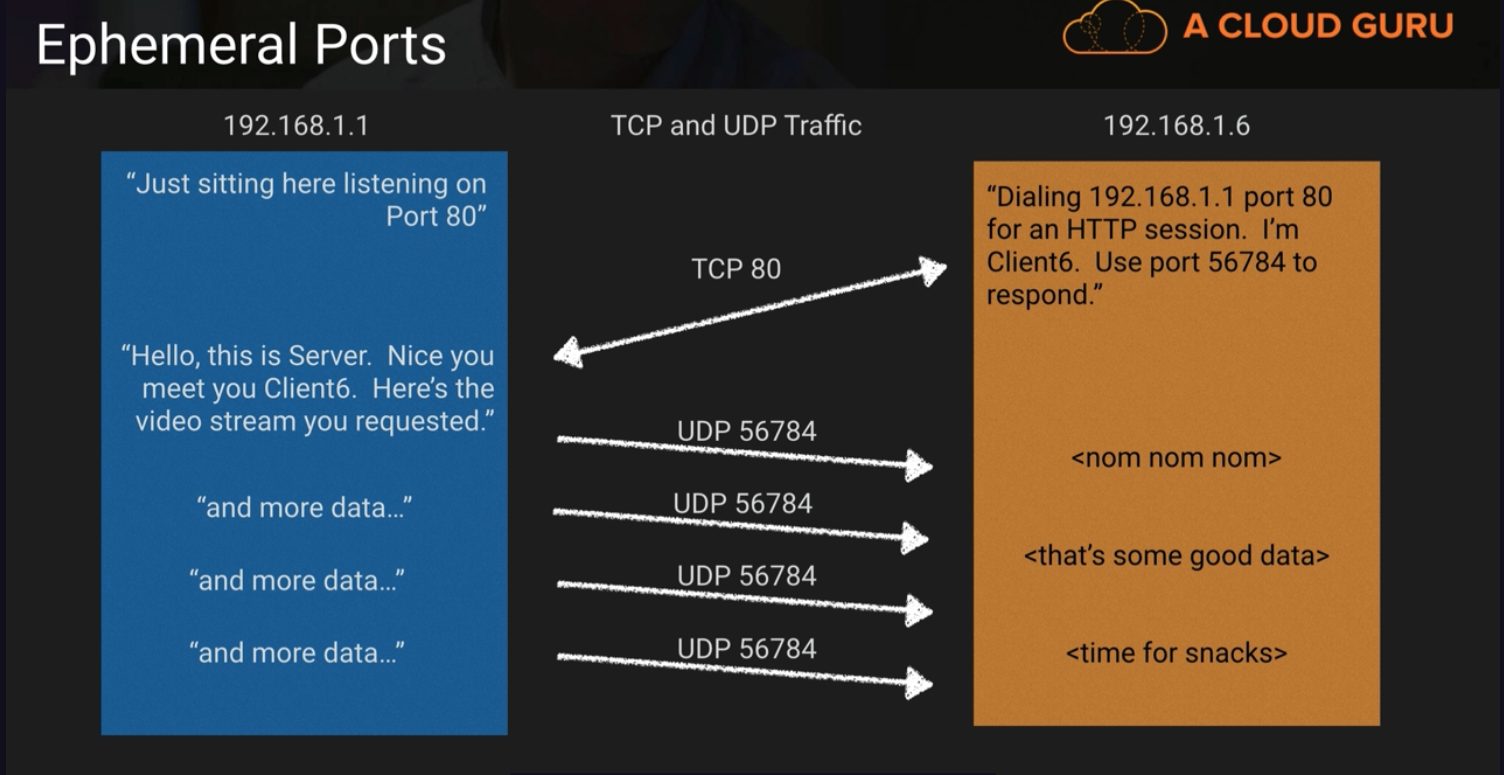 Ephemeral Ports
A CLOUD GURU
192.168.1.1
TCP and UDP Traffic
192.168.1.6
“Just sitting here listening on
Port 80”
“Dialing 192.168.1.1 port 80
for an HTTP session. I’m
Client6. Use port 56784 to
respond.”
TCP 80
“Hello, this is Server. Nice you
meet you Client6. Here’s the
video stream you requested.”
UDP 56784
<nom nom nom>
“and more data...”
UDP 56784
<that’s some good data>
“and more data...”
UDP 56784
“and more data...”
UDP 56784
<time for snacks>